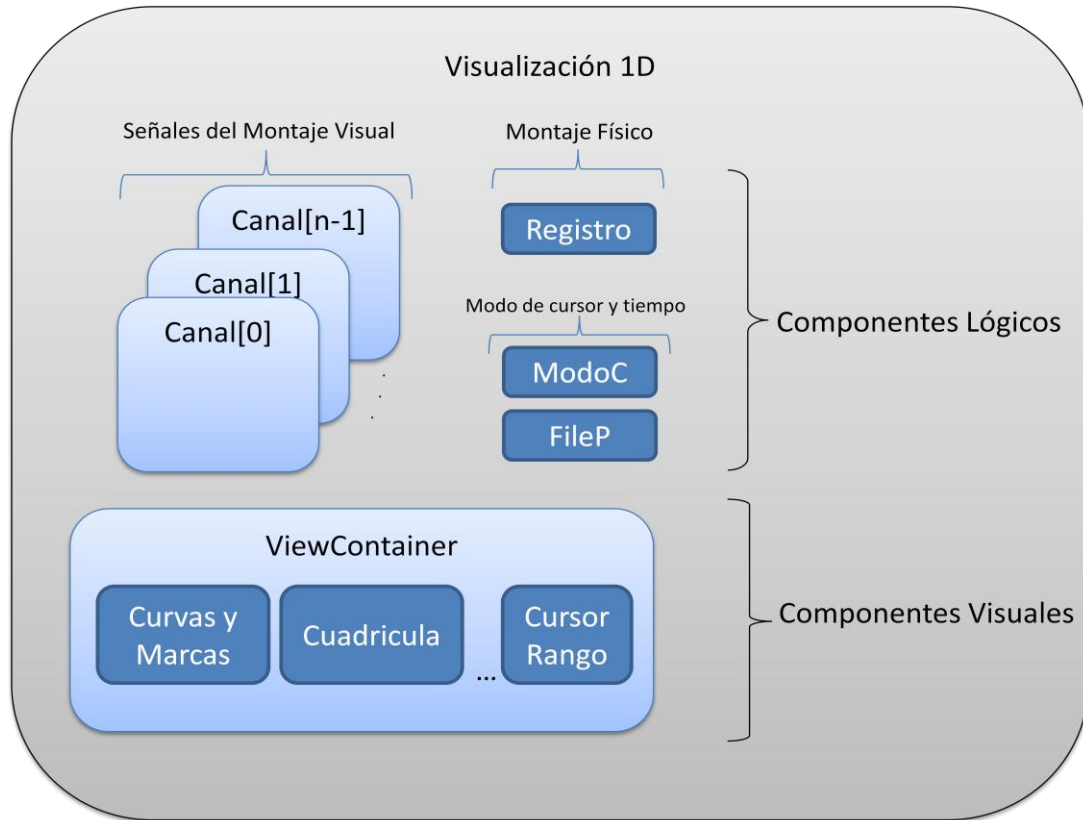 Visualización 1D
Señales del Montaje Visual
Canal[n-1]
Canal[1]
Canal[0]
. . .
Montaje Físico
Registro
Modo de cursor y tiempo
ModoC
FileP
Componentes Lógicos
ViewContainer
Curvas y
Marcas
Cuadricula
...
Cursor
Rango
Componentes Visuales